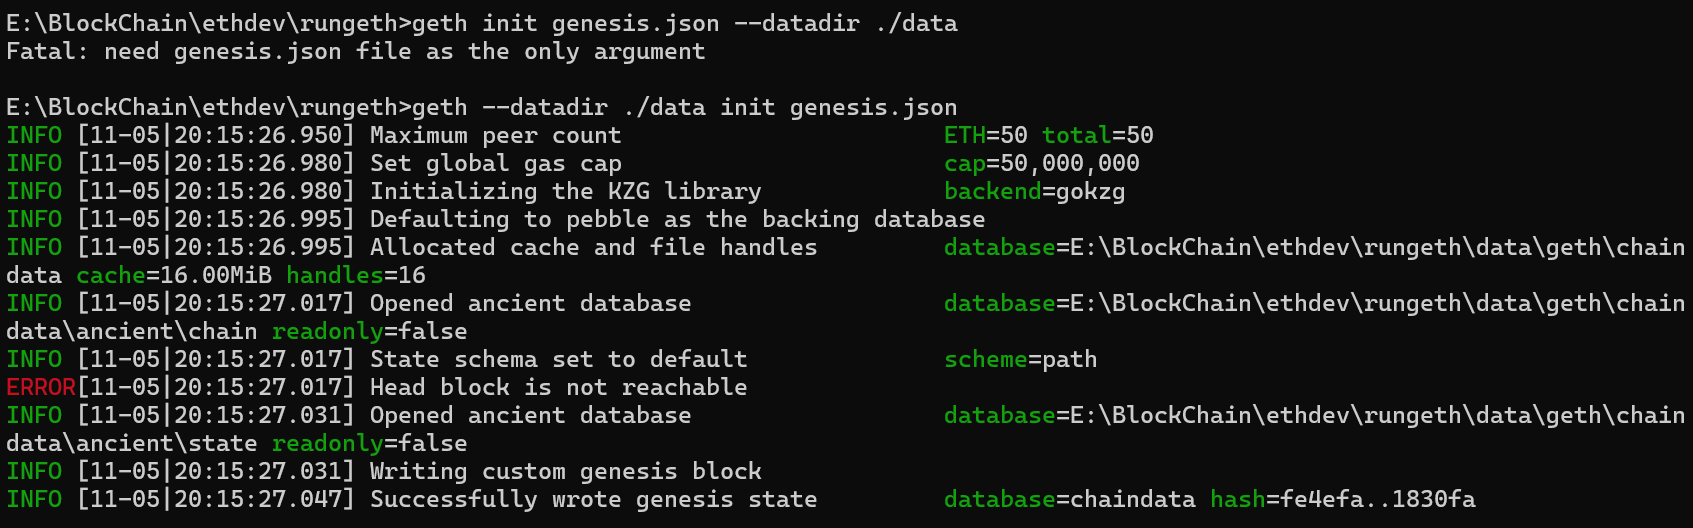 E:\BlockChain\ethdev\rungeth>geth init genesis.json --datadir ./data
Fatal: need genesis.json file as the only argument
E:\BlockChain\ethdev\rungeth>geth --datadir ./data init genesis.json
INFO [11-05|20:15:26.950] Maximum peer count                       ETH=50 total=50
INFO [11-05|20:15:26.980] Set global gas cap                       cap=50,000,000
INFO [11-05|20:15:26.980] Initializing the KZG library             backend=gokzg
INFO [11-05|20:15:26.995] Defaulting to pebble as the backing database
INFO [11-05|20:15:26.995] Allocated cache and file handles         database=E:\BlockChain\ethdev\rungeth\data\geth\chain
data cache=16.00MiB handles=16
INFO [11-05|20:15:27.017] Opened ancient database                  database=E:\BlockChain\ethdev\rungeth\data\geth\chain
data\ancient\chain readonly=false
INFO [11-05|20:15:27.017] State schema set to default              scheme=path
ERROR[11-05|20:15:27.017] Head block is not reachable
INFO [11-05|20:15:27.031] Opened ancient database                  database=E:\BlockChain\ethdev\rungeth\data\geth\chain
data\ancient\state readonly=false
INFO [11-05|20:15:27.031] Writing custom genesis block
INFO [11-05|20:15:27.047] Successfully wrote genesis state         database=chaindata hash=fe4efa..1830fa